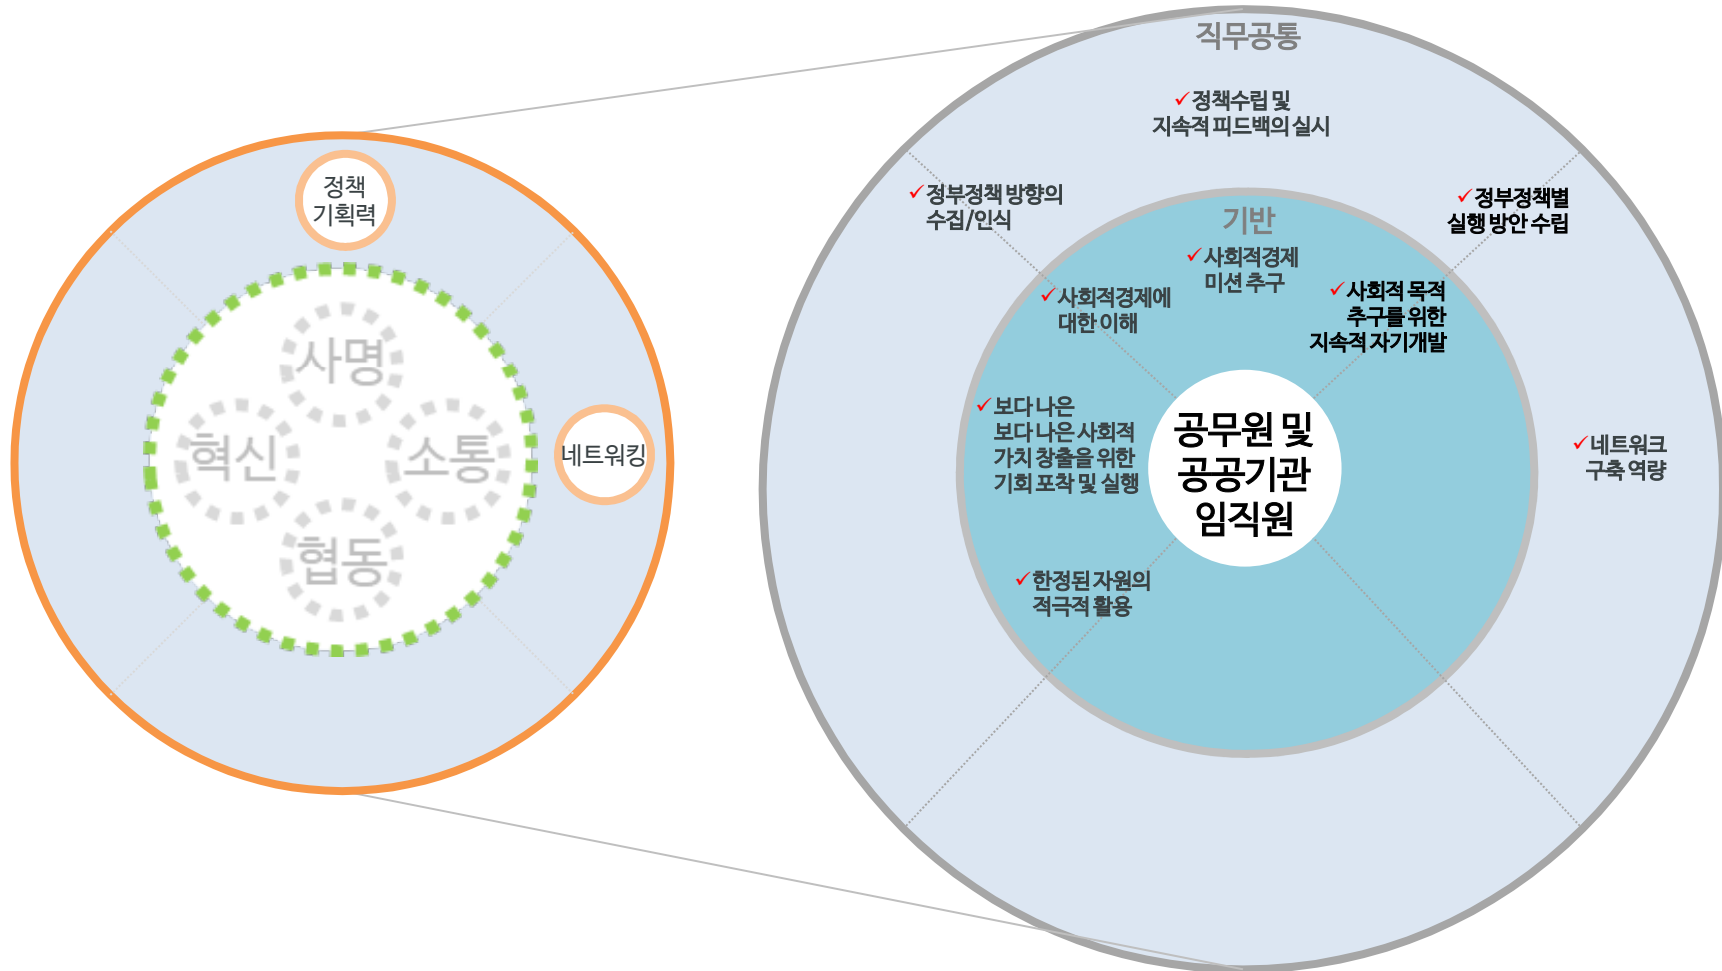 정책
기획력
사명
혁신
소통
협동
네트워킹
직무공통
✓정책수립 및
지속적 피드백의 실시
✓정부정책 방향의
수집/인식
✓정부정책별
실행 방안 수립
✓네트워크
구축 역량
기반
✓사회적경제
미션 추구
✓사회적경제에
대한 이해
✓사회적 목적
추구를 위한
지속적 자기개발
✓보다 나은
보다 나은 사회적
가치 창출을 위한
기회 포착 및 실행
✓한정된 자원의
적극적 활용
공무원 및
공공기관
임직원